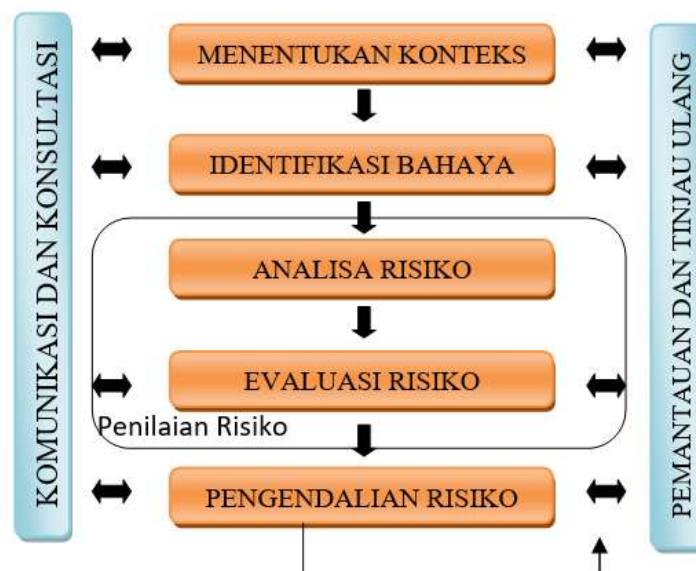 KOMUNIKASI DAN KONSULTASI
MENENTUKAN KONTEKS
IDENTIFIKASI BAHAYA
ANALISA RISIKO
EVALUASI RISIKO
Penilaian Risiko
PENGENDALIAN RISIKO
PEMANTAUAN DAN TINJAU ULANG